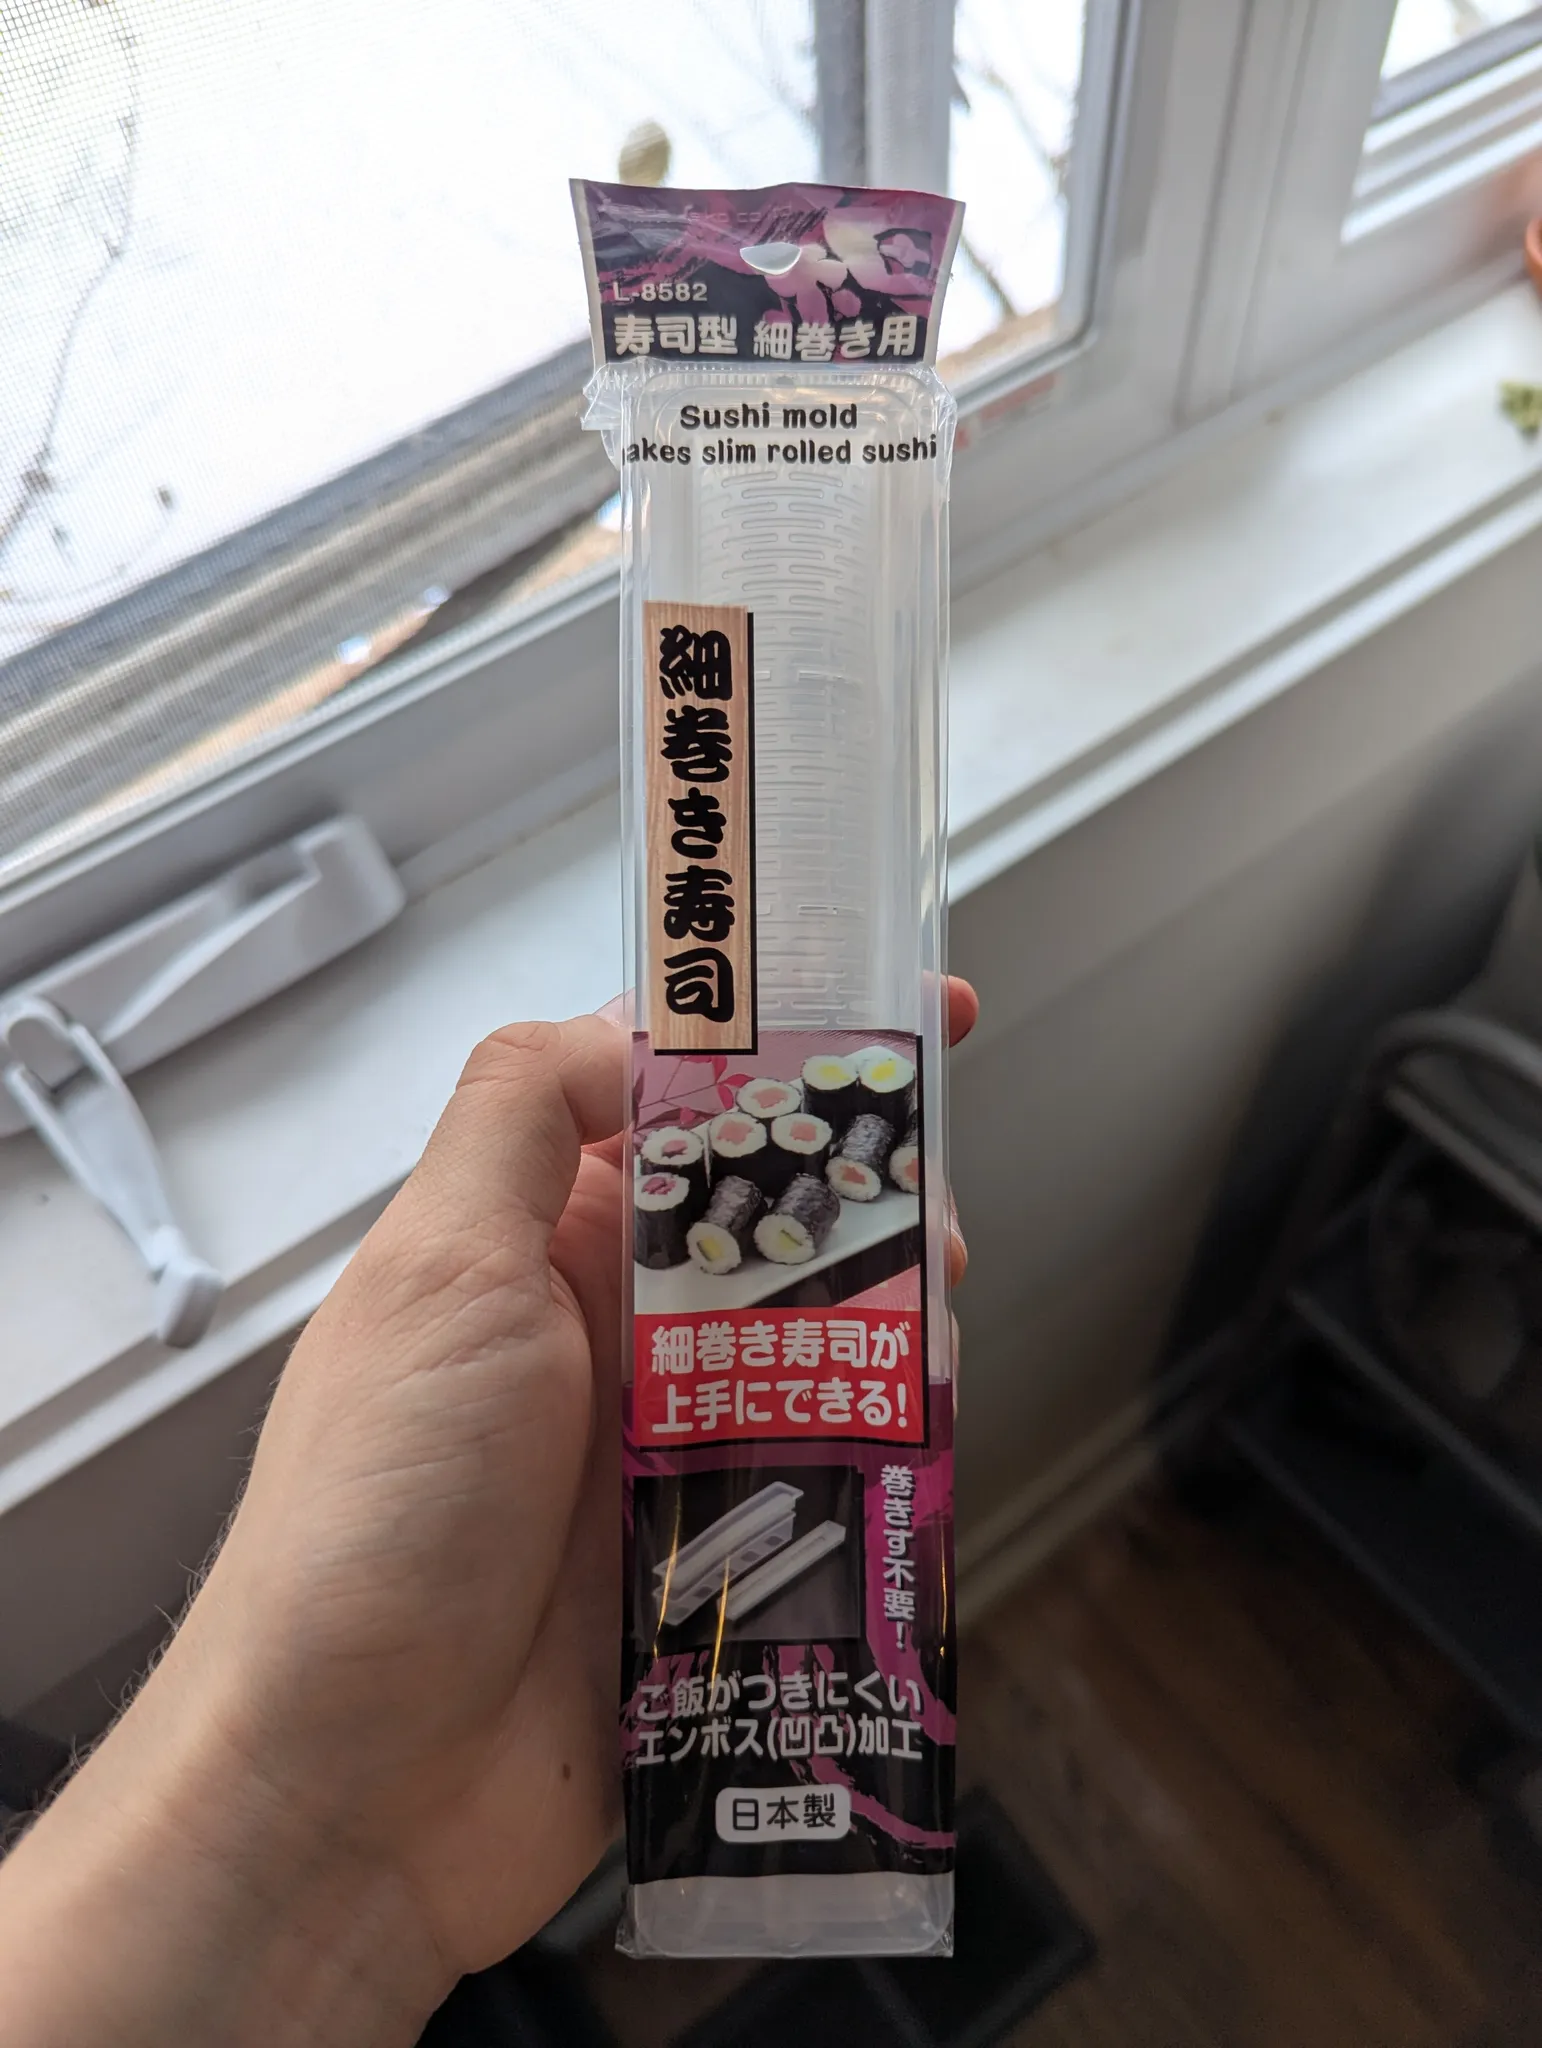 L-8582
寿司型 細巻き用
Sushi mold
akes slim rolled sushi
細巻き寿司
細巻き寿司が
上手にできる!
巻きす不要!
ご飯がつきにくい
エンボス(凹凸)加工
日本製